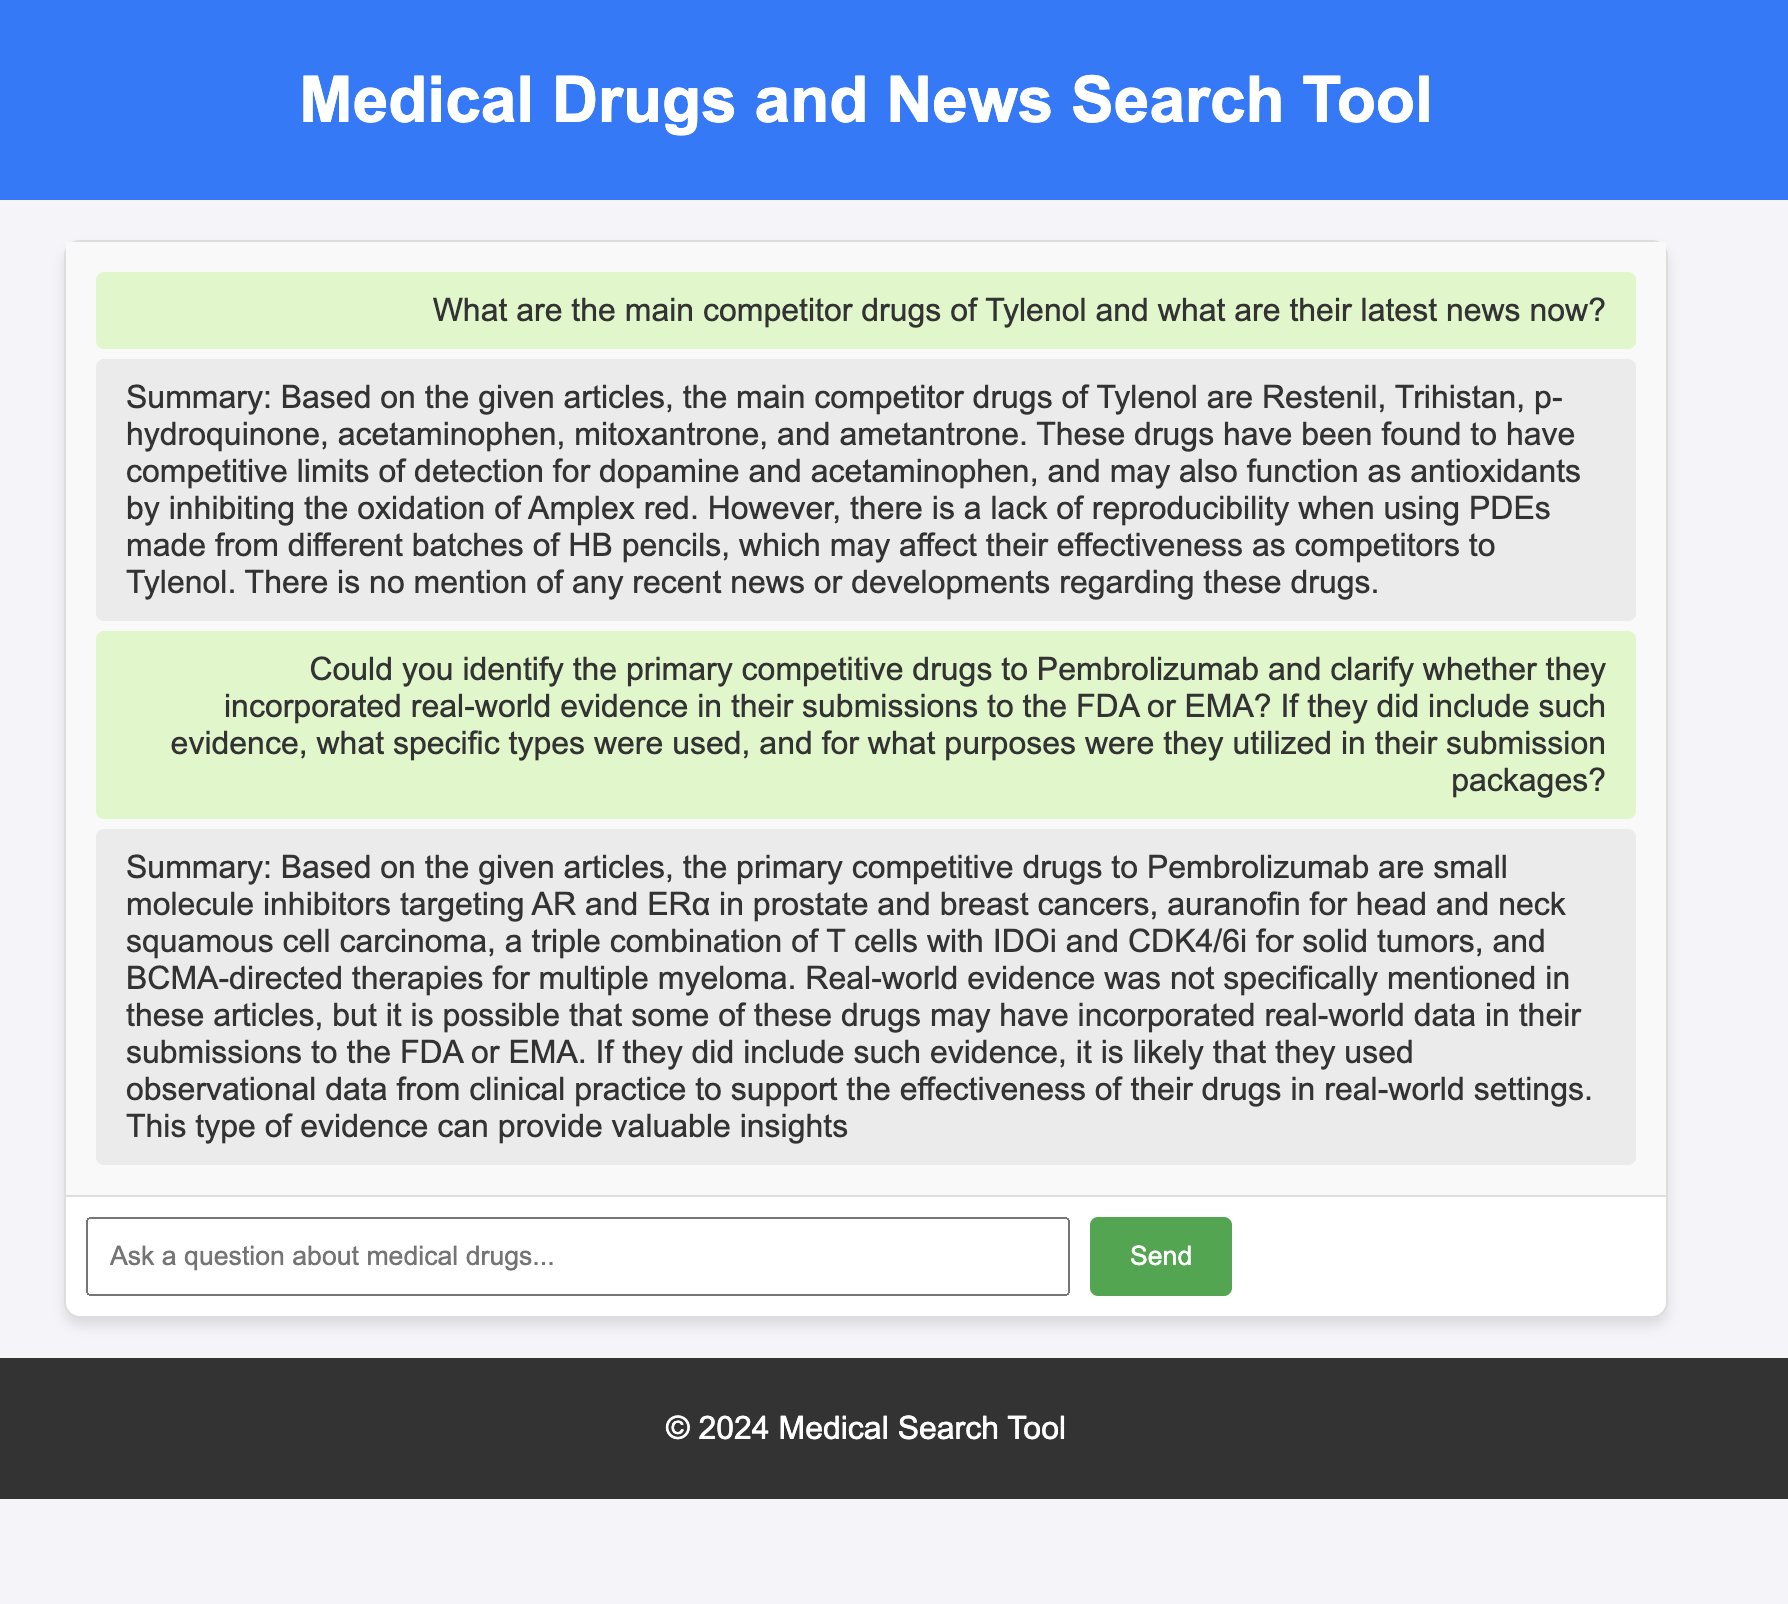 Medical Drugs and News Search Tool
What are the main competitor drugs of Tylenol and what are their latest news now?
Summary: Based on the given articles, the main competitor drugs of Tylenol are Restenil, Trihistan, p-
hydroquinone, acetaminophen, mitoxantrone, and ametantrone. These drugs have been found to have
competitive limits of detection for dopamine and acetaminophen, and may also function as antioxidants
by inhibiting the oxidation of Amplex red. However, there is a lack of reproducibility when using PDEs
made from different batches of HB pencils, which may affect their effectiveness as competitors to
Tylenol. There is no mention of any recent news or developments regarding these drugs.
Could you identify the primary competitive drugs to Pembrolizumab and clarify whether they
incorporated real-world evidence in their submissions to the FDA or EMA? If they did include such
evidence, what specific types were used, and for what purposes were they utilized in their submission
packages?
Summary: Based on the given articles, the primary competitive drugs to Pembrolizumab are small
molecule inhibitors targeting AR and ERα in prostate and breast cancers, auranofin for head and neck
squamous cell carcinoma, a triple combination of T cells with IDOi and CDK4/6i for solid tumors, and
BCMA-directed therapies for multiple myeloma. Real-world evidence was not specifically mentioned in
these articles, but it is possible that some of these drugs may have incorporated real-world data in their
submissions to the FDA or EMA. If they did include such evidence, it is likely that they used
observational data from clinical practice to support the effectiveness of their drugs in real-world settings.
This type of evidence can provide valuable insights
Ask a question about medical drugs...
Send
© 2024 Medical Search Tool